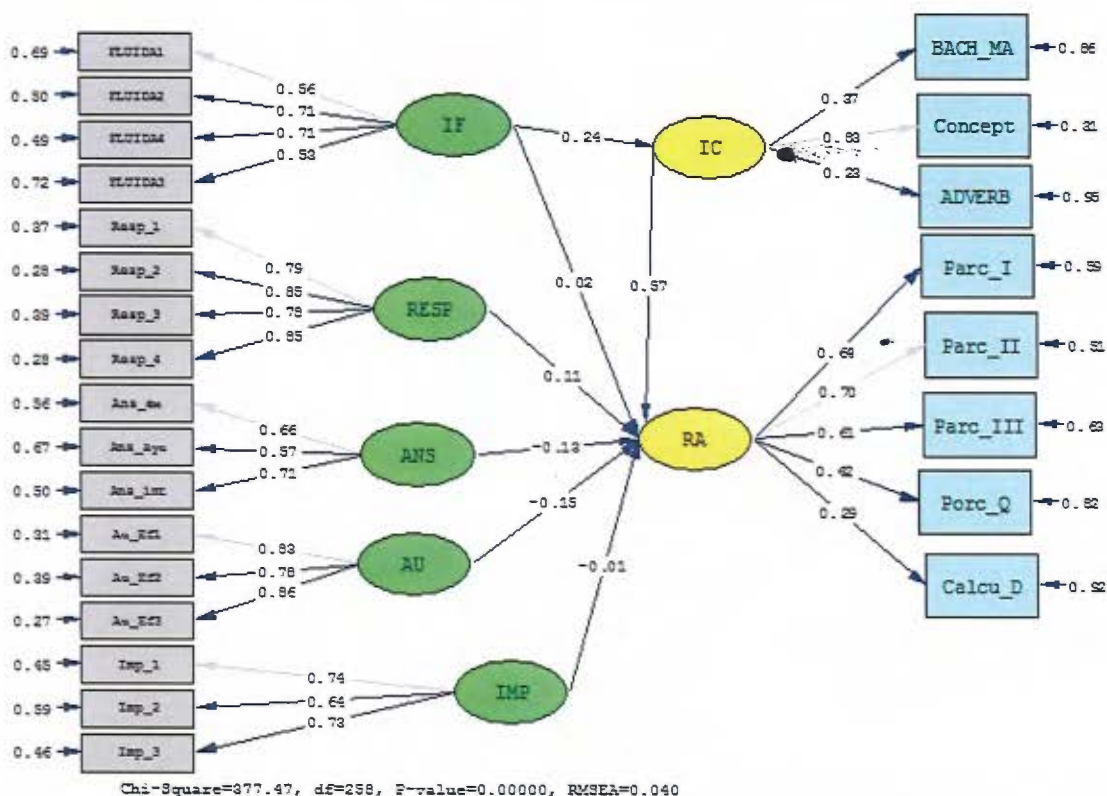 0.69 FLUIDA1
0.50 FLUIDA2
0.49 FLUIDA4
0.72 FLUIDA3
0.37 Resp_1
0.28 Resp_2
0.39 Resp_3
0.28 Resp_4
0.56 Ans_
0.67 Ans_Ayu
0.50 Ans_int
0.31 Au_Ef1
0.39 Au_Ef2
0.27 Au_Ef3
0.45 Imp_1
0.59 Imp_2
0.46 Imp_3
0.56
0.71
0.71
0.53
0.79
0.85
0.78
0.85
0.66
0.57
0.71
0.83
0.78
0.86
0.74
0.64
0.73
IF
RESP
ANS
AU
IMP
0.24
0.02
0.57
0.11
-0.13
-0.15
-0.01
IC
RA
0.37
0.83
0.23
0.70
0.61
0.42
0.29
BACH_MA 0.86
Concept 0.31
ADVERB 0.95
Parc_I 0.59
Parc_II 0.51
Parc_III 0.63
Porc_Q 0.82
Calcu_D 0.92
Chi-Square=377.47, df=258, P-value=0.00000, RMSEA=0.040